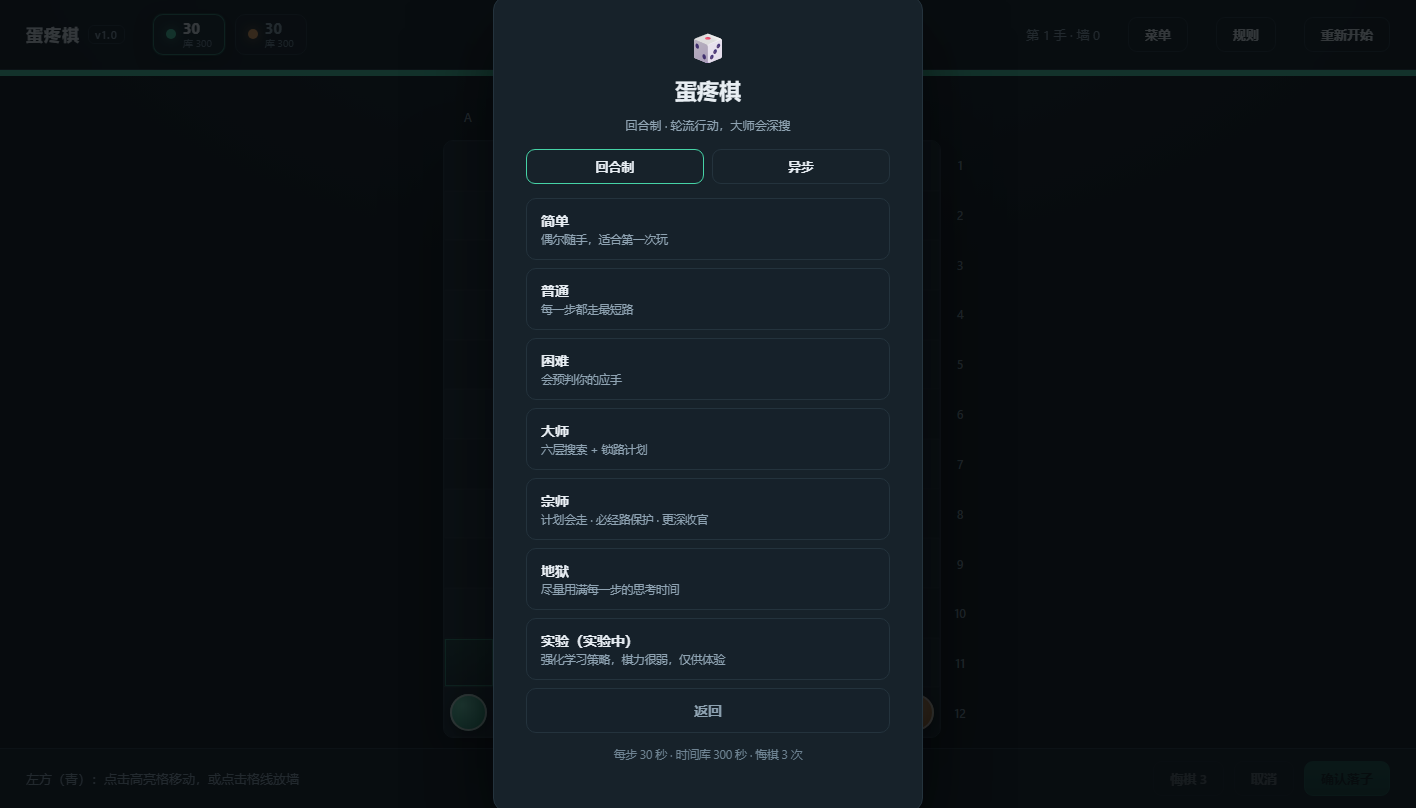 蛋疼棋 v1.0
30
库 300
30
库 300
第 1 手 · 墙 0
菜单
规则
重新开始
蛋疼棋
回合制 · 轮流行动，大师会深搜
回合制
异步
简单
偶尔随手，适合第一次玩
普通
每一步都走最短路
困难
会预判你的应手
大师
六层搜索 + 锁路计划
宗师
计划会走 · 必经路保护 · 更深收官
地狱
尽量用满每一步的思考时间
实验（实验中）
强化学习策略，棋力很弱，仅供体验
返回
每步 30 秒 · 时间库 300 秒 · 悔棋 3 次
A
1
2
3
4
5
6
7
8
9
10
11
12
左方（青）：点击高亮格移动，或点击格线放墙
悔棋 3
取消
确认落子